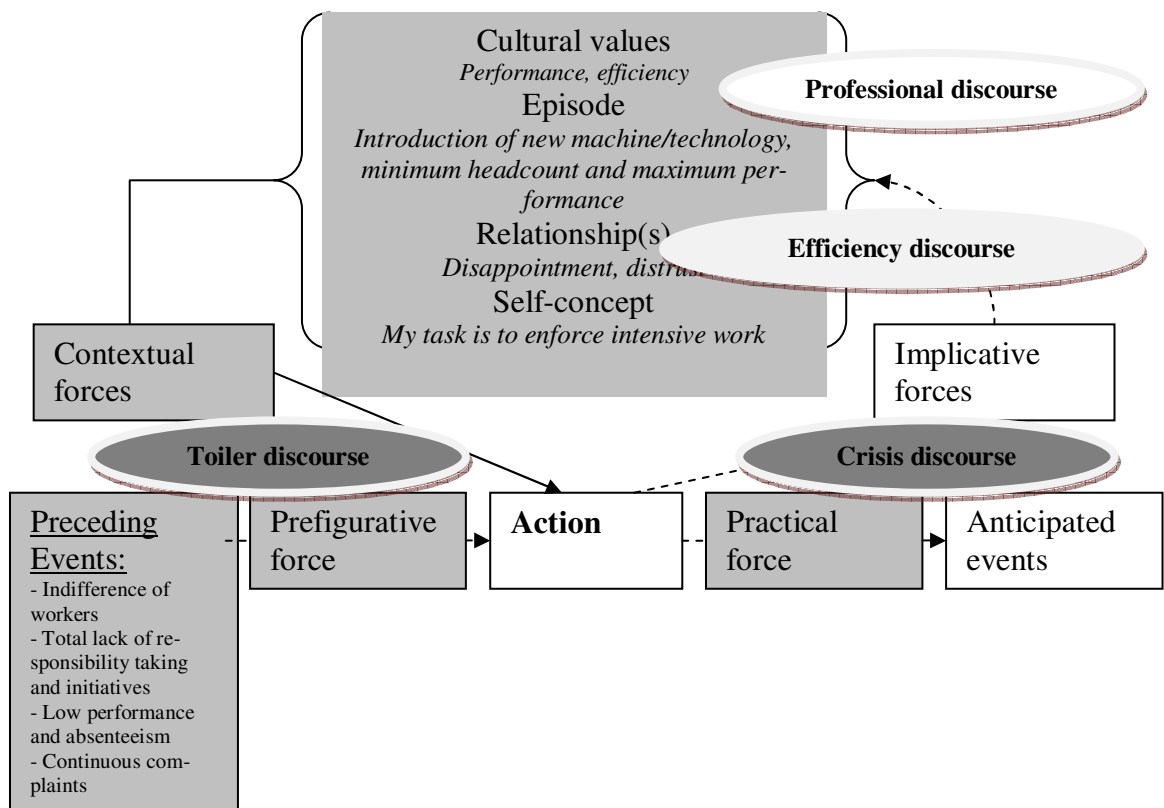 Cultural values
Performance, efficiency
Episode
Introduction of new machine/technology,
minimum headcount and maximum per-
formance
Relationship(s)
Disappointment,
Self-concept
My task is to enforce intensive work
Professional discourse
Efficiency discourse
Contextual
forces
Implicative
forces
Toiler discourse
Crisis discourse
Preceding
Events:
- Indifference of
workers
- Total lack of re-
sponsibility taking
and initiatives
- Low performance
and absenteeism
- Continuous com-
plaints
Prefigurative
force
Action
Practical
force
Anticipated
events